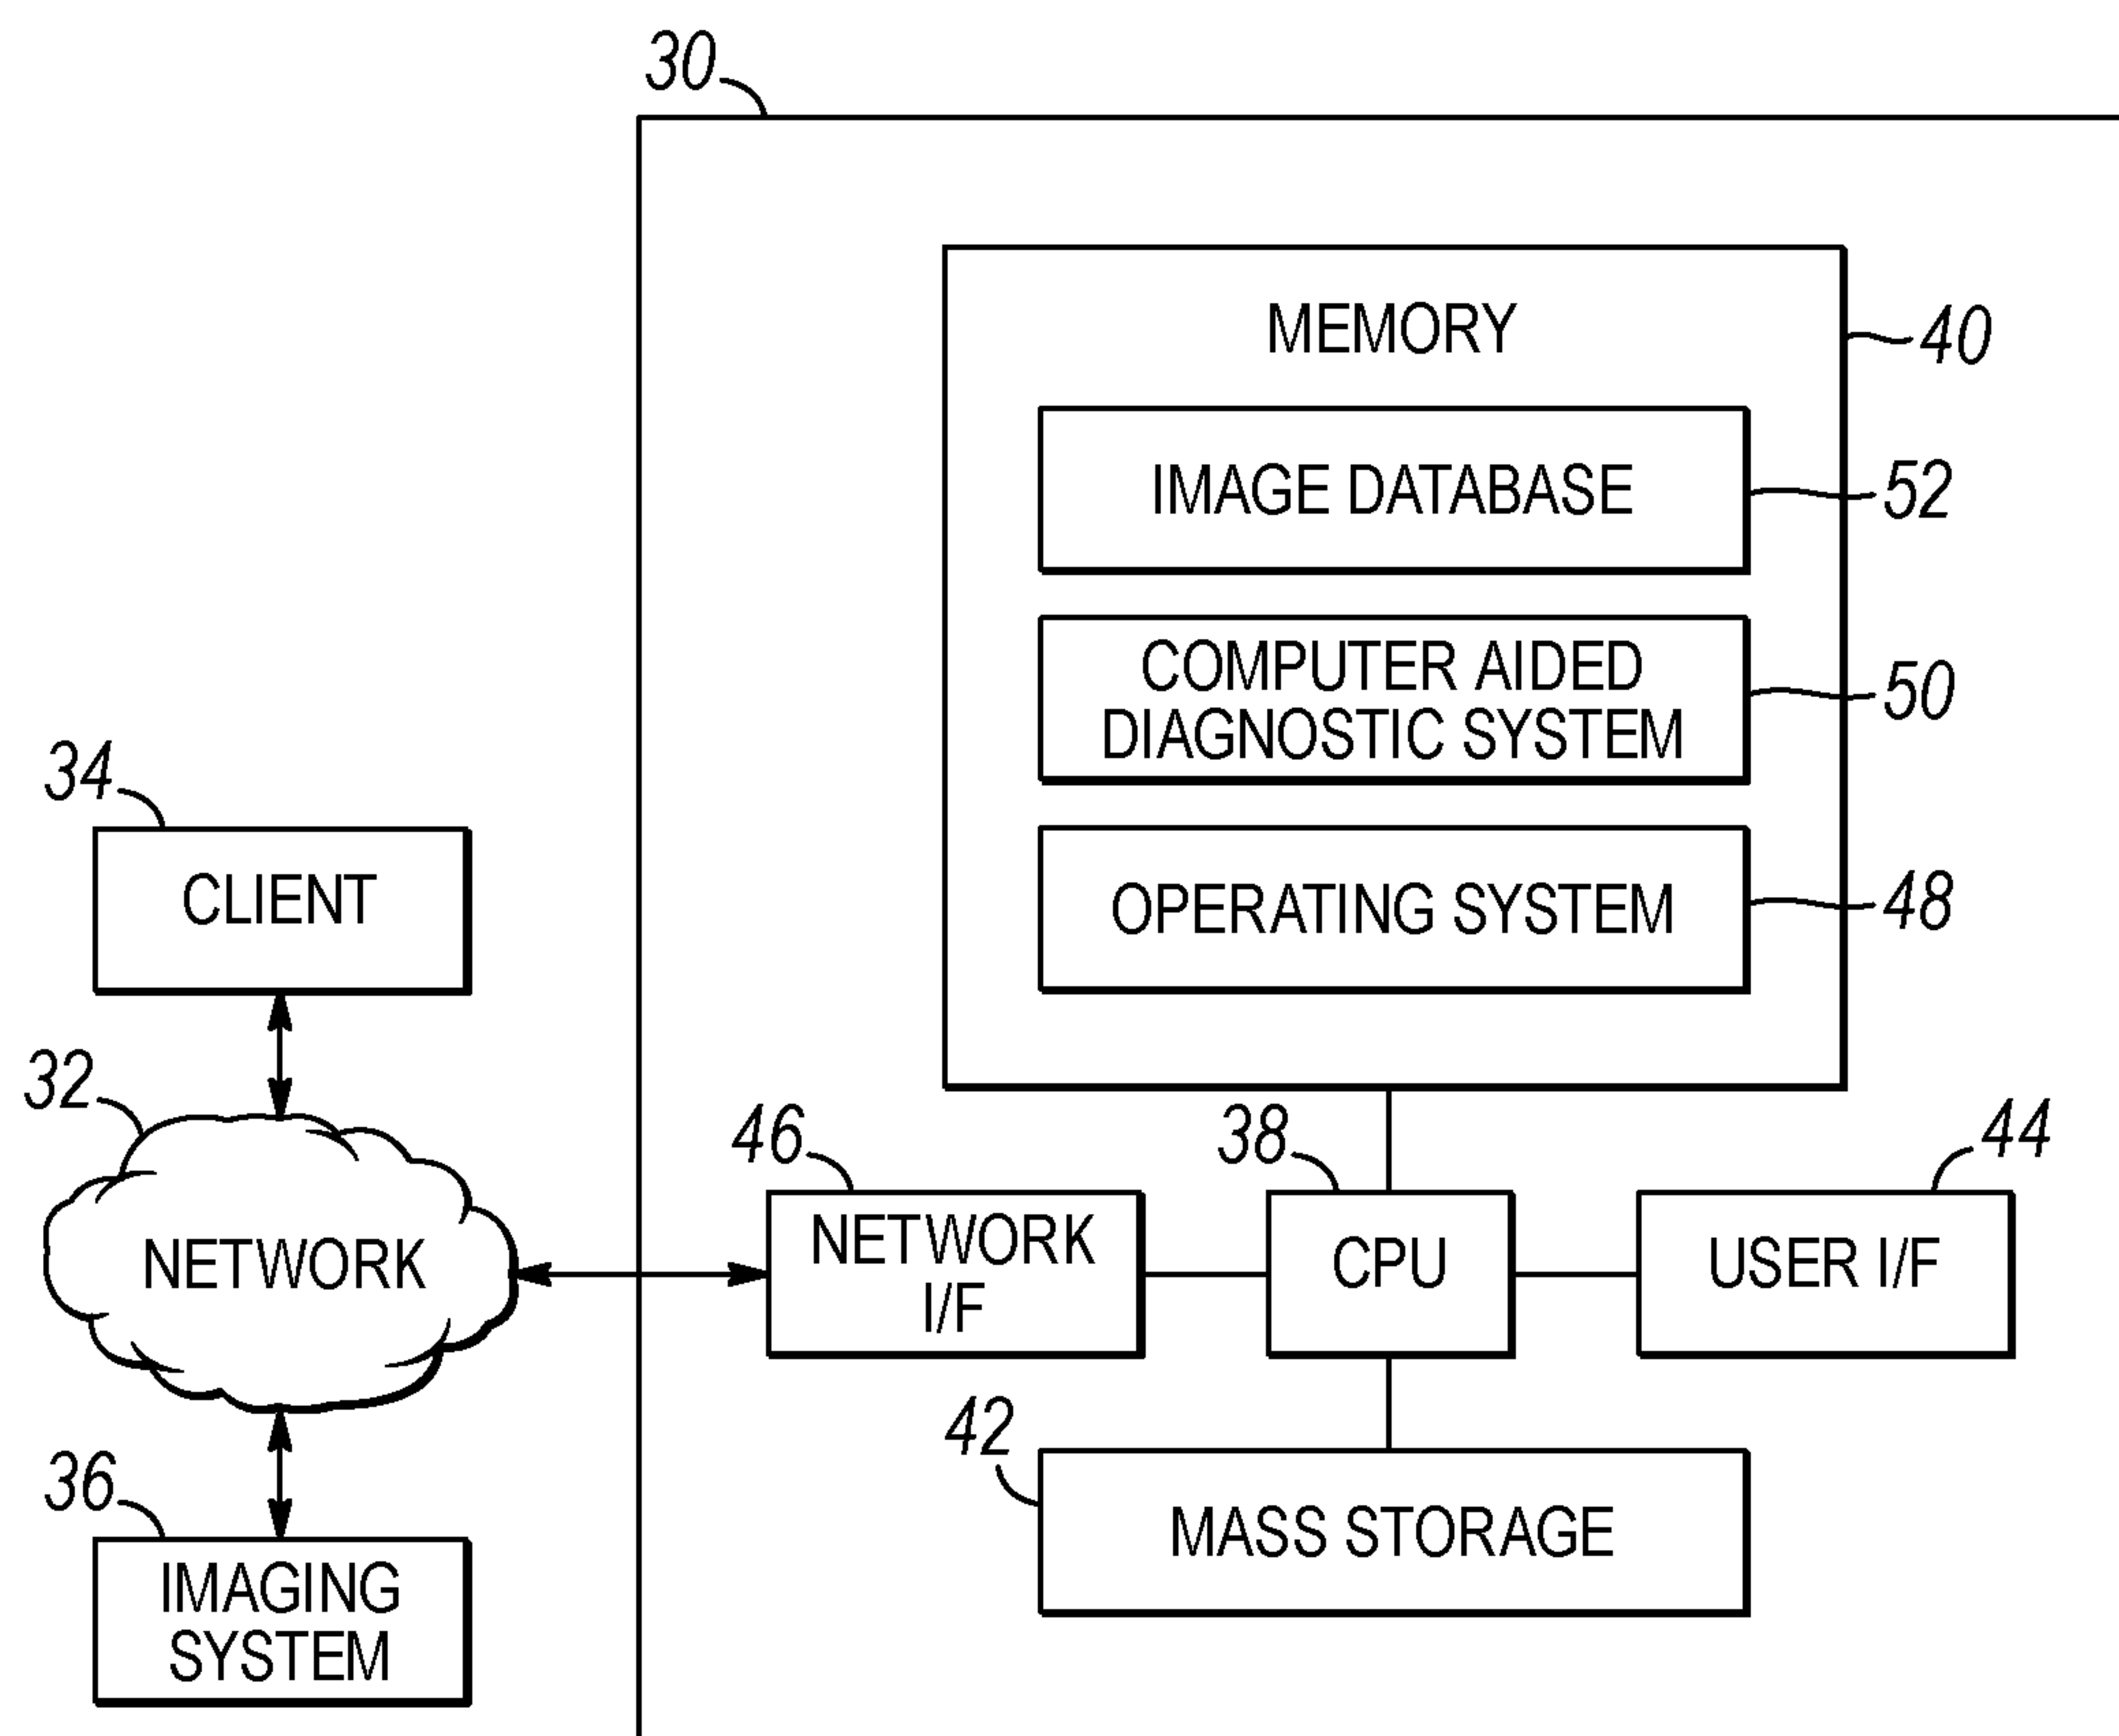 30
MEMORY
40
IMAGE DATABASE
52
COMPUTER AIDED
DIAGNOSTIC SYSTEM
50
OPERATING SYSTEM
48
34
CLIENT
32
NETWORK
36
IMAGING
SYSTEM
46
NETWORK
I/F
38
CPU
44
USER I/F
42
MASS STORAGE